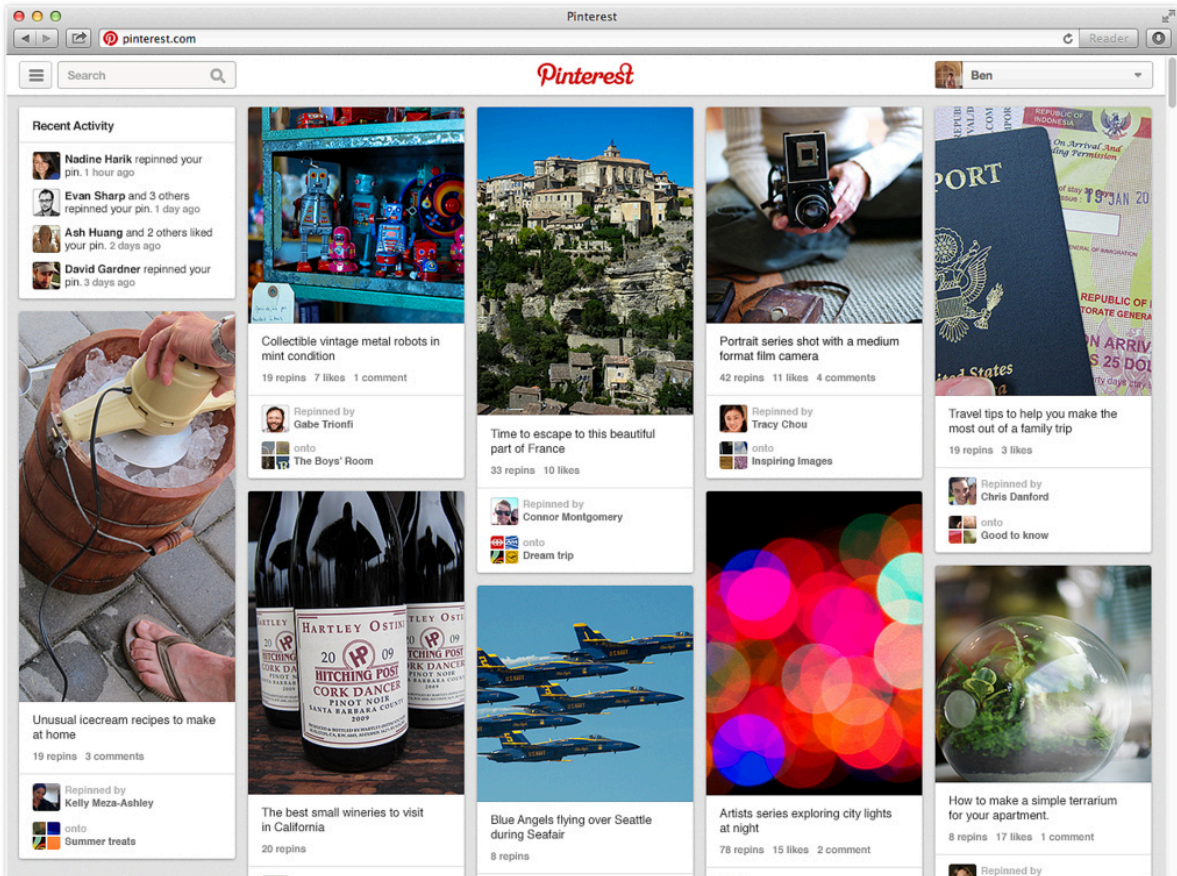 Pinterest
pinterest.com
Reader
Search
Pinterest
Ben
Recent Activity
Nadine Harik repinned your
pin. 1 hour ago
Evan Sharp and 3 others
repinned your pin. 1 day ago
Ash Huang and 2 others liked
your pin. 2 days ago
David Gardner repinned your
pin. 3 days ago
Unusual icecream recipes to make
at home
19 repins 3 comments
Repinned by
Kelly Meza-Ashley
onto
Summer treats
Collectible vintage metal robots in
mint condition
19 repins 7 likes 1 comment
Repinned by
Gabe Trionfi
onto
The Boys' Room
HARTLEY OSTINI
20 HP 09
HITCHING POST
CORK DANCER
PINOT NOIR
SANTA BARBARA COUNTY
2009
The best small wineries to visit
in California
20 repins
Time to escape to this beautiful
part of France
33 repins 10 likes
Repinned by
Connor Montgomery
onto
Dream trip
U.S.NAVY
Blue Angels flying over Seattle
during Seafair
8 repins
Portrait series shot with a medium
format film camera
42 repins 11 likes 4 comments
Repinned by
Tracy Chou
onto
Inspiring Images
Artists series exploring city lights
at night
78 repins 15 likes 2 comment
REPUBLIC OF
INDONESIA
On Arrival And
PORT
of stay 30
19 JAN 20
GENERAL OF IMMIGRATION
REPUBLIC OF
ON ARRIV
25 DOL
States
Travel tips to help you make the
most out of a family trip
19 repins 3 likes
Repinned by
Chris Danford
onto
Good to know
How to make a simple terrarium
for your apartment.
8 repins 17 likes 1 comment
Repinned by